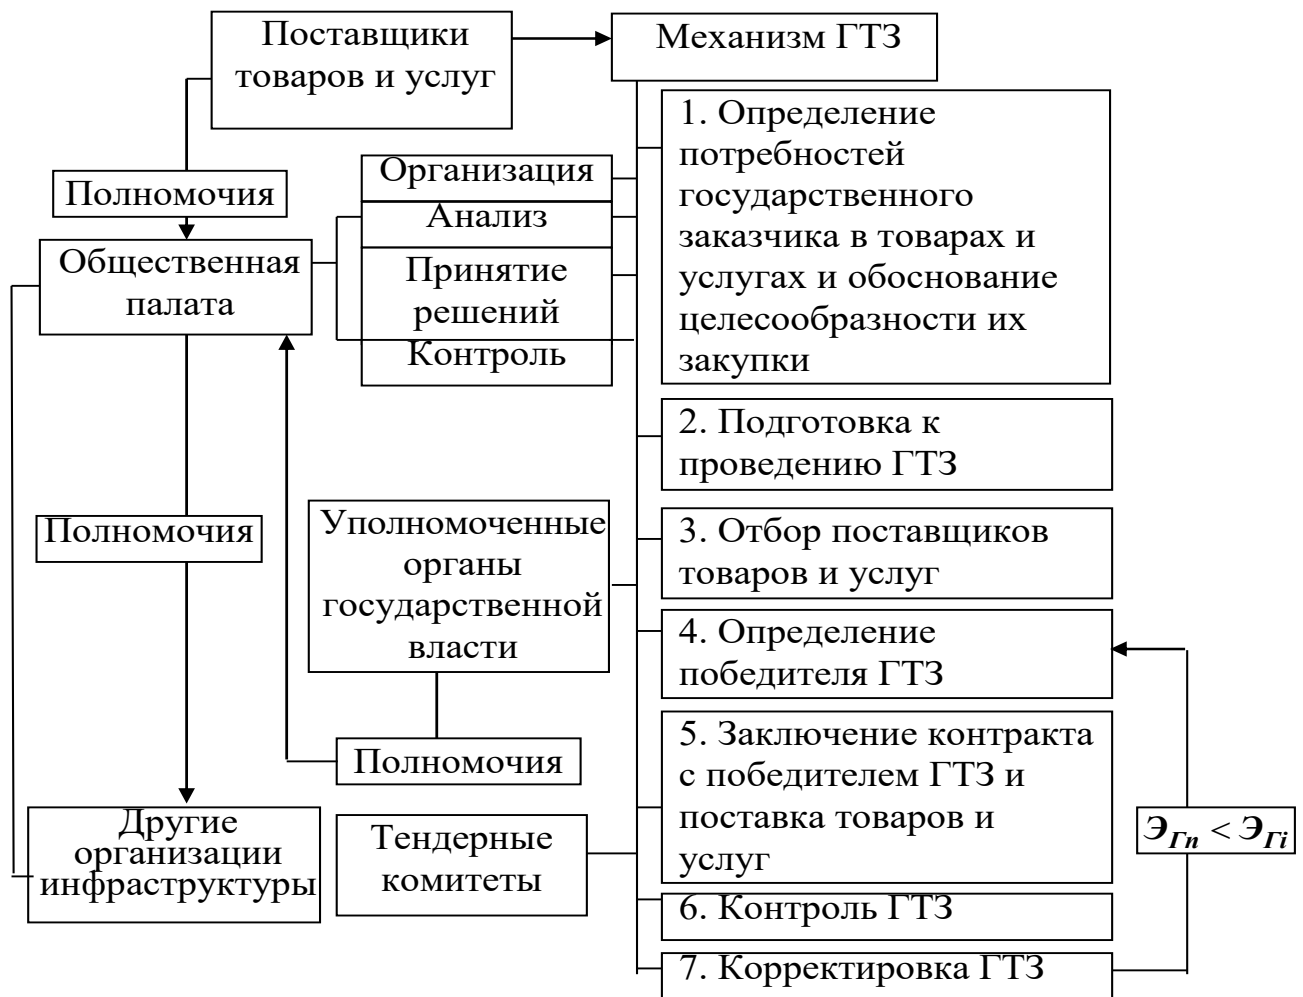 Поставщики
товаров и услуг
Механизм ГТЗ
1. Определение
потребностей
государственного
заказчика в товарах и
услугах и обоснование
целесообразности их
закупки
Полномочия
Организация
Анализ
Принятие
решений
Контроль
Общественная
палата
2. Подготовка к
проведению ГТЗ
Полномочия
Уполномоченные
органы
государственной
власти
3. Отбор поставщиков
товаров и услуг
4. Определение
победителя ГТЗ
Полномочия
5. Заключение контракта
с победителем ГТЗ и
поставка товаров и
услуг
Э_Гп < Э_Гi
Другие
организации
инфраструктуры
Тендерные
комитеты
6. Контроль ГТЗ
7. Корректировка ГТЗ